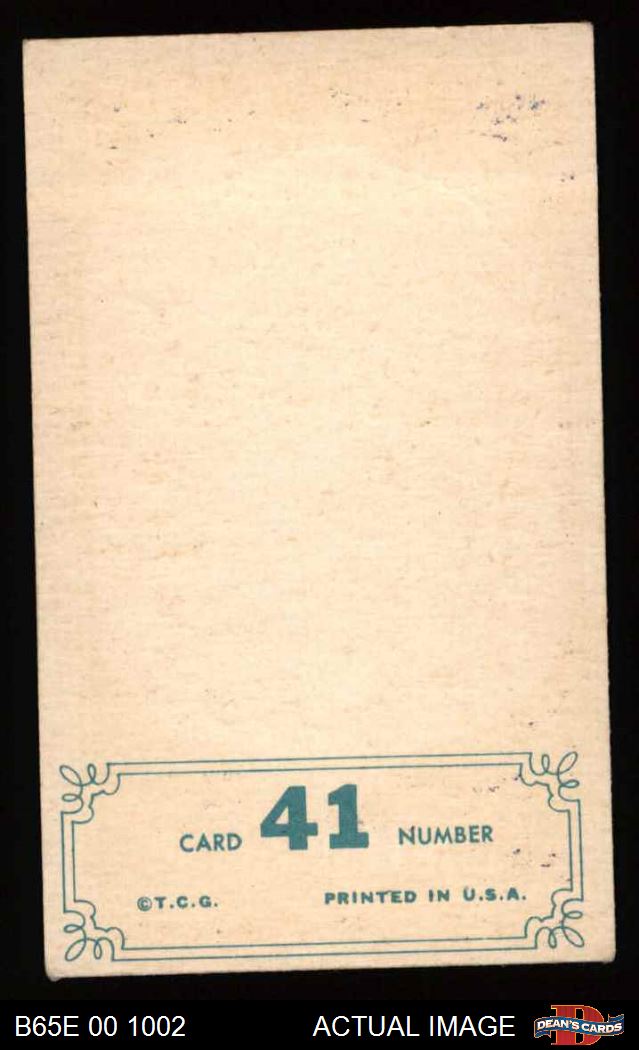 CARD 41 NUMBER
©T.C.G. PRINTED IN U.S.A.
B65E 00 1002 ACTUAL IMAGE DEAN'S CARDS